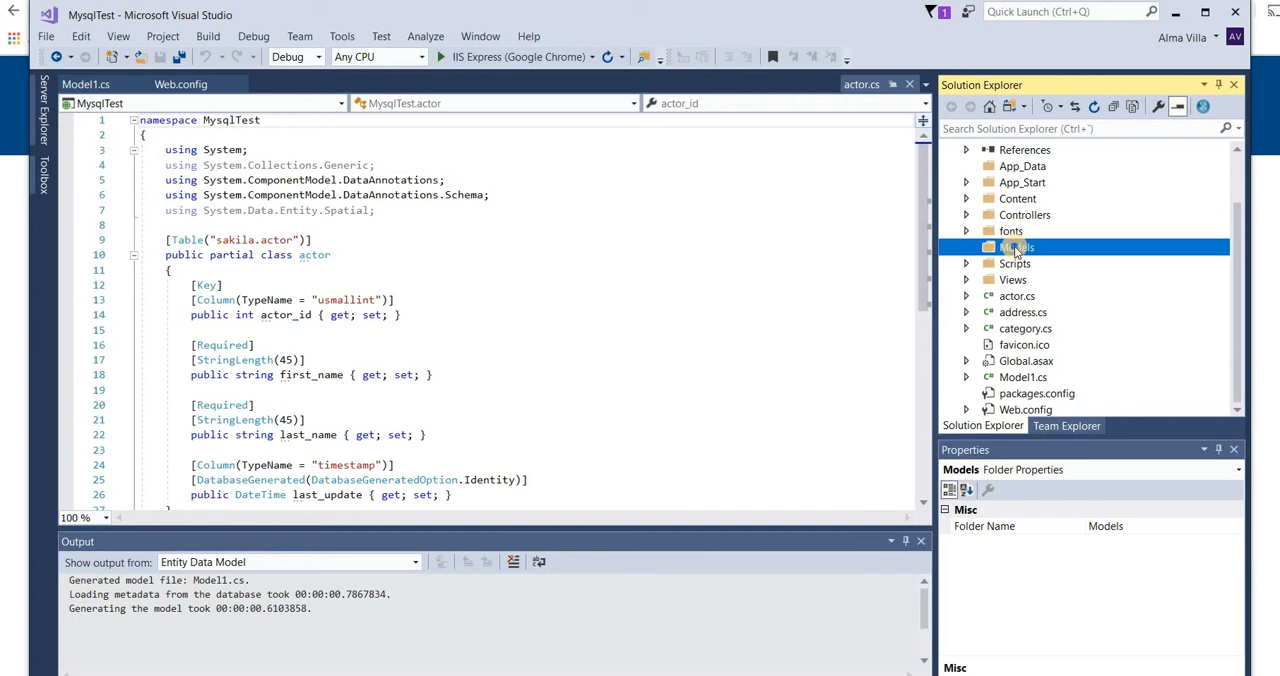 MysqlTest - Microsoft Visual Studio
1
Quick Launch (Ctrl+Q)
File Edit View Project Build Debug Team Tools Test Analyze Window Help
Alma Villa AV
Debug Any CPU IIS Express (Google Chrome)
Server Explorer
Toolbox
Model1.cs Web.config actor.cs
MysqlTest MysqlTest.actor actor_id
1 namespace MysqlTest
2 {
3 using System;
4 using System.Collections.Generic;
5 using System.ComponentModel.DataAnnotations;
6 using System.ComponentModel.DataAnnotations.Schema;
7 using System.Data.Entity.Spatial;
8
9 [Table("sakila.actor")]
10 public partial class actor
11 {
12 [Key]
13 [Column(TypeName = "usmallint")]
14 public int actor_id { get; set; }
15
16 [Required]
17 [StringLength(45)]
18 public string first_name { get; set; }
19
20 [Required]
21 [StringLength(45)]
22 public string last_name { get; set; }
23
24 [Column(TypeName = "timestamp")]
25 [DatabaseGenerated(DatabaseGeneratedOption.Identity)]
26 public DateTime last_update { get; set; }
27 }
100 %
Output
Show output from: Entity Data Model
Generated model file: Model1.cs.
Loading metadata from the database took 00:00:00.7867834.
Generating the model took 00:00:00.6103858.
Solution Explorer
Search Solution Explorer (Ctrl+¨)
References
App_Data
App_Start
Content
Controllers
fonts
Models
Scripts
Views
actor.cs
address.cs
category.cs
favicon.ico
Global.asax
Model1.cs
packages.config
Web.config
Solution Explorer Team Explorer
Properties
Models Folder Properties
Misc
Folder Name Models
Misc